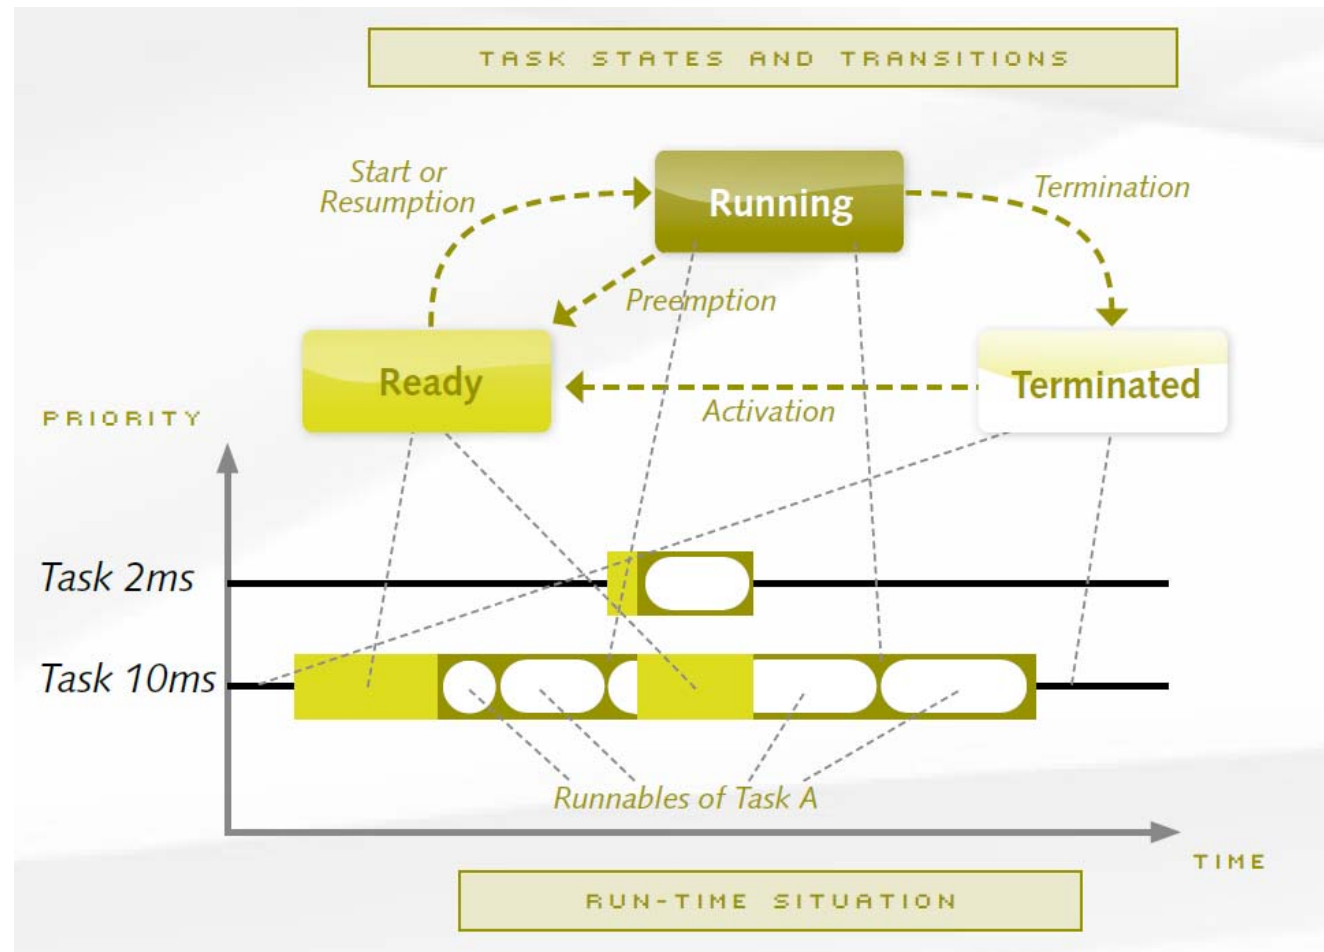 TASK STATES AND TRANSITIONS
Start or
Resumption
Running
Termination
Preemption
Ready
Activation
Terminated
PRIORITY
Task 2ms
Task 10ms
Runnables of Task A
TIME
RUN-TIME SITUATION